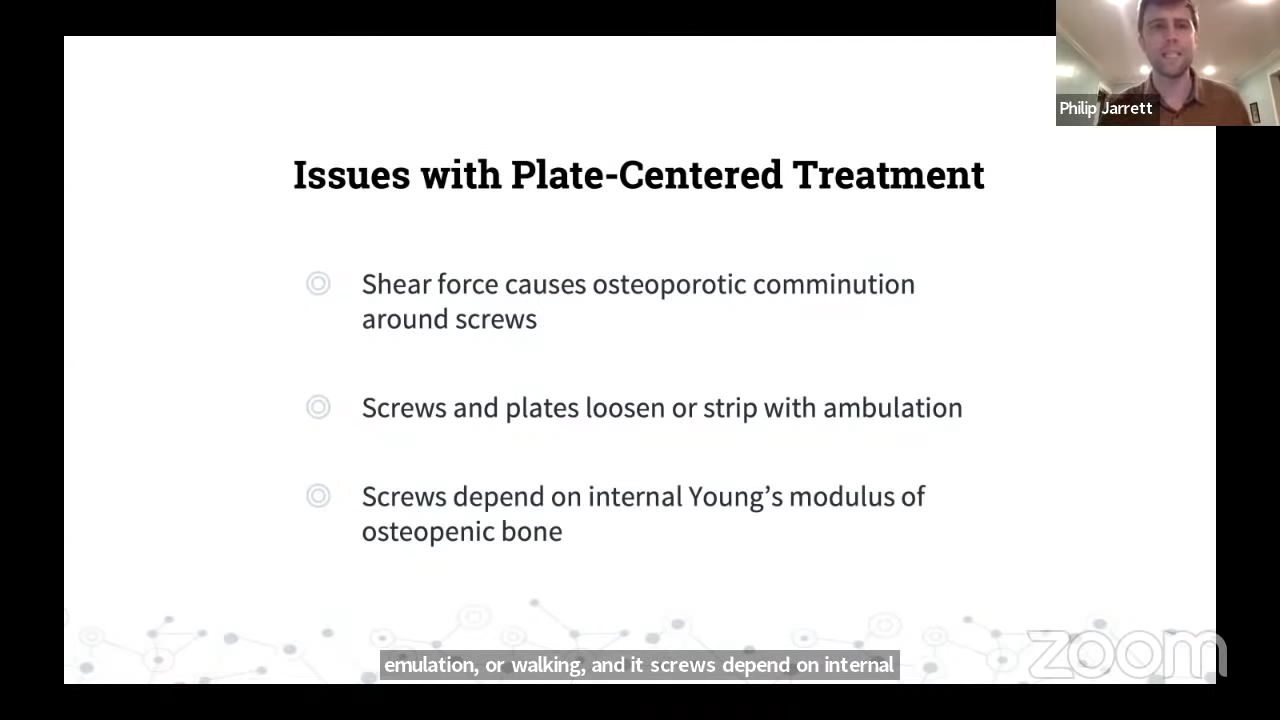 Philip Jarrett
Issues with Plate-Centered Treatment
Shear force causes osteoporotic comminution
around screws
Screws and plates loosen or strip with ambulation
Screws depend on internal Young’s modulus of
osteopenic bone
zoom
emulation, or walking, and it screws depend on internal